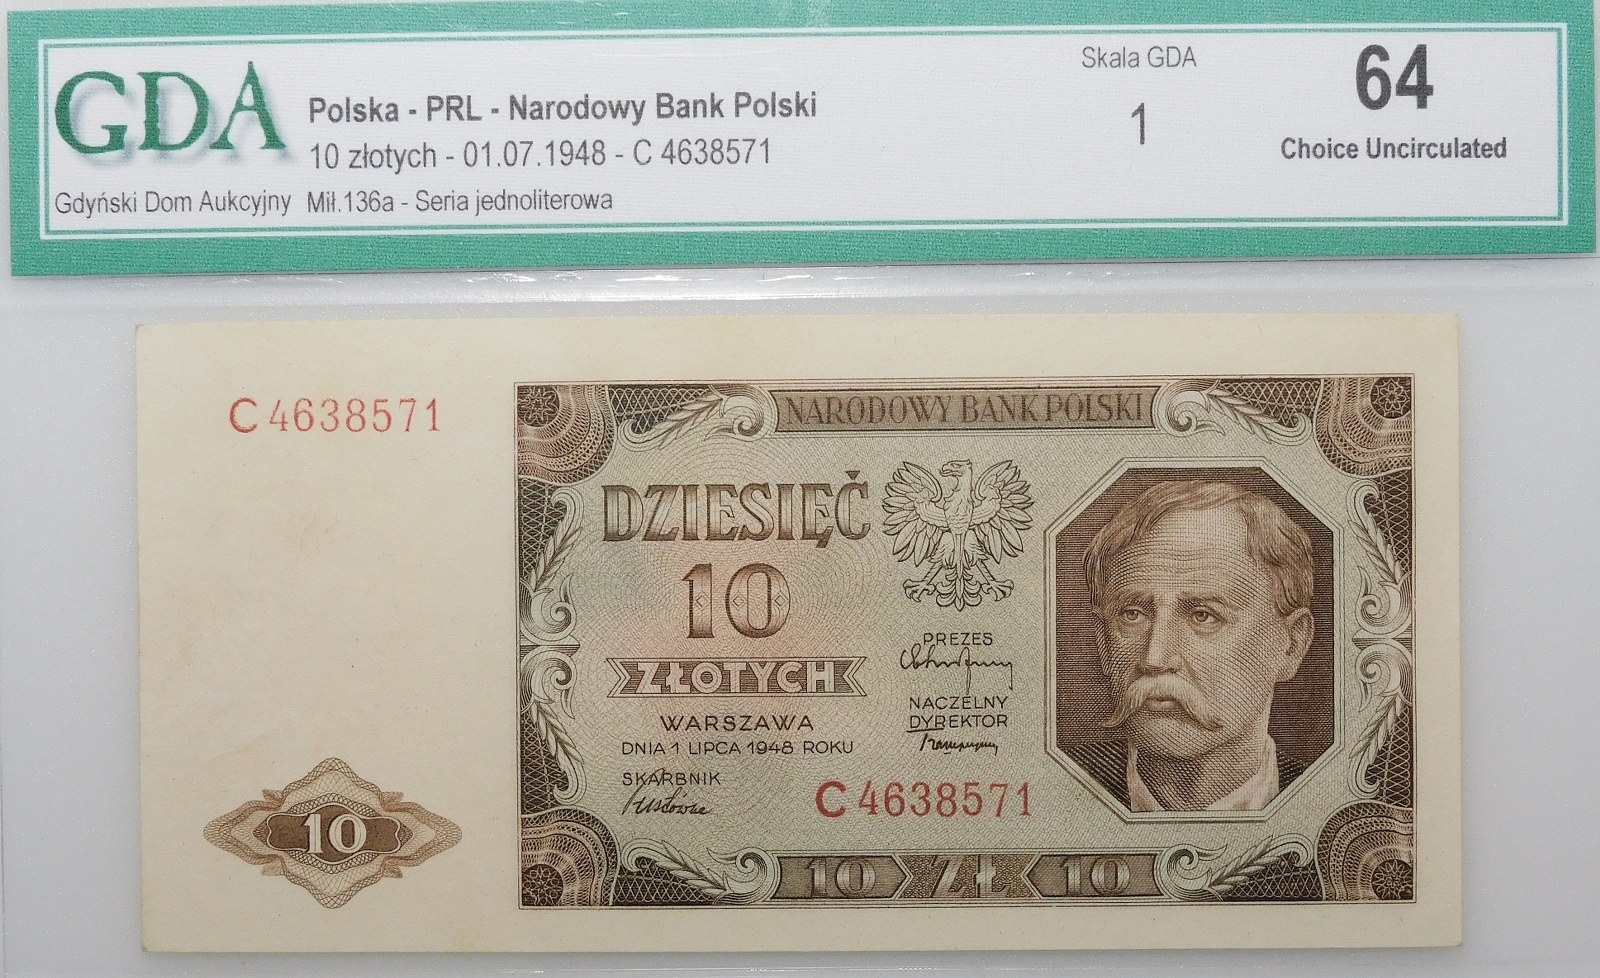 GDA
Gdyński Dom Aukcyjny
Polska - PRL - Narodowy Bank Polski
10 złotych - 01.07.1948 - C 4638571
Mił.136a - Seria jednoliterowa
Skala GDA
1
64
Choice Uncirculated
C 4638571
NARODOWY BANK POLSKI
DZIESIĘĆ
10
ZŁOTYCH
WARSZAWA
DNIA 1 LIPCA 1948 ROKU
SKARBNIK
PREZES
NACZELNY
DYREKTOR
C 4638571
10
10 ZŁ 10